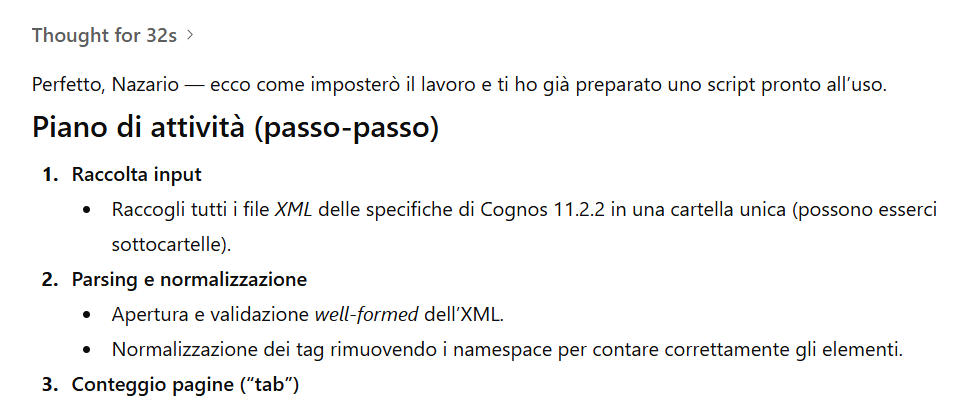 Thought for 32s >
Perfetto, Nazario — ecco come imposterò il lavoro e ti ho già preparato uno script pronto all’uso.
Piano di attività (passo-passo)
1. Raccolta input
• Raccogli tutti i file XML delle specifiche di Cognos 11.2.2 in una cartella unica (possono esserci
sottocartelle).
2. Parsing e normalizzazione
• Apertura e validazione well-formed dell’XML.
• Normalizzazione dei tag rimuovendo i namespace per contare correttamente gli elementi.
3. Conteggio pagine (“tab”)